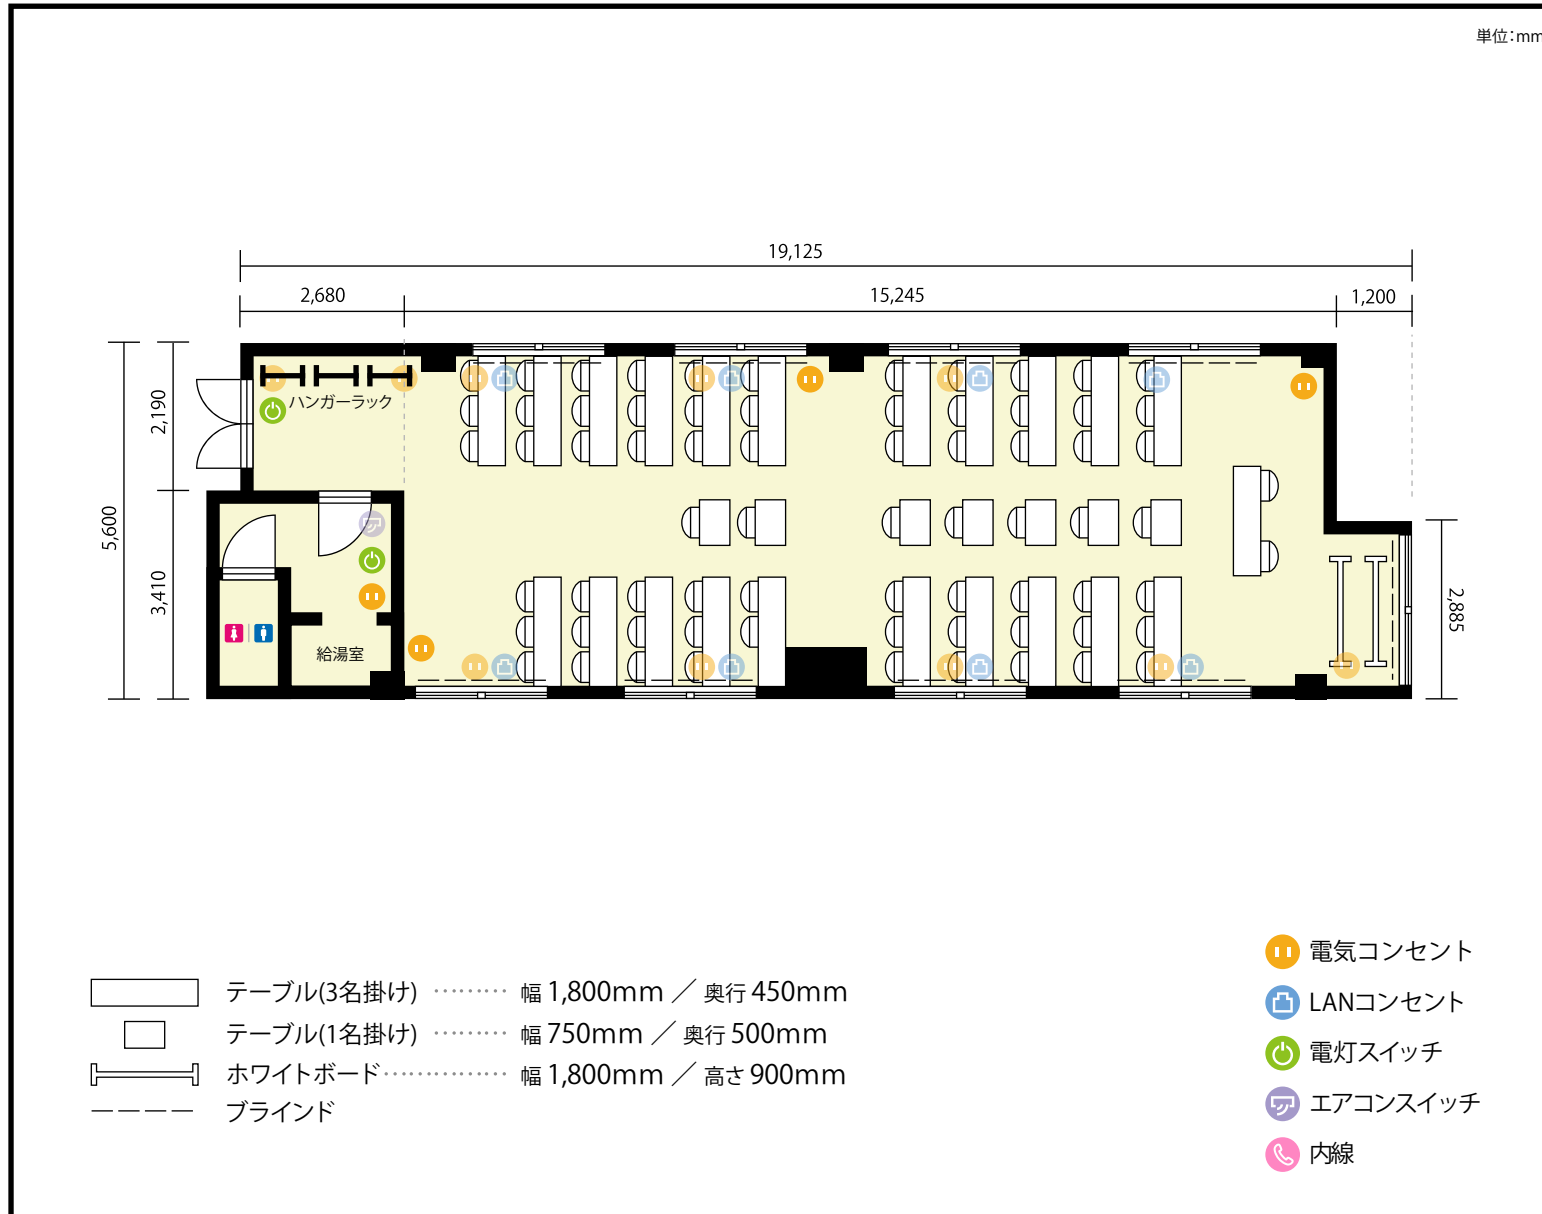 単位：mm
19,125
2,680
15,245
1,200
5,600
2,190
3,410
2,885
ハンガーラック
給湯室
テーブル(3名掛け) ········· 幅 1,800mm ／ 奥行 450mm
テーブル(1名掛け) ········· 幅 750mm ／ 奥行 500mm
ホワイトボード ··············· 幅 1,800mm ／ 高さ 900mm
ブラインド
電気コンセント
LANコンセント
電灯スイッチ
エアコンスイッチ
内線